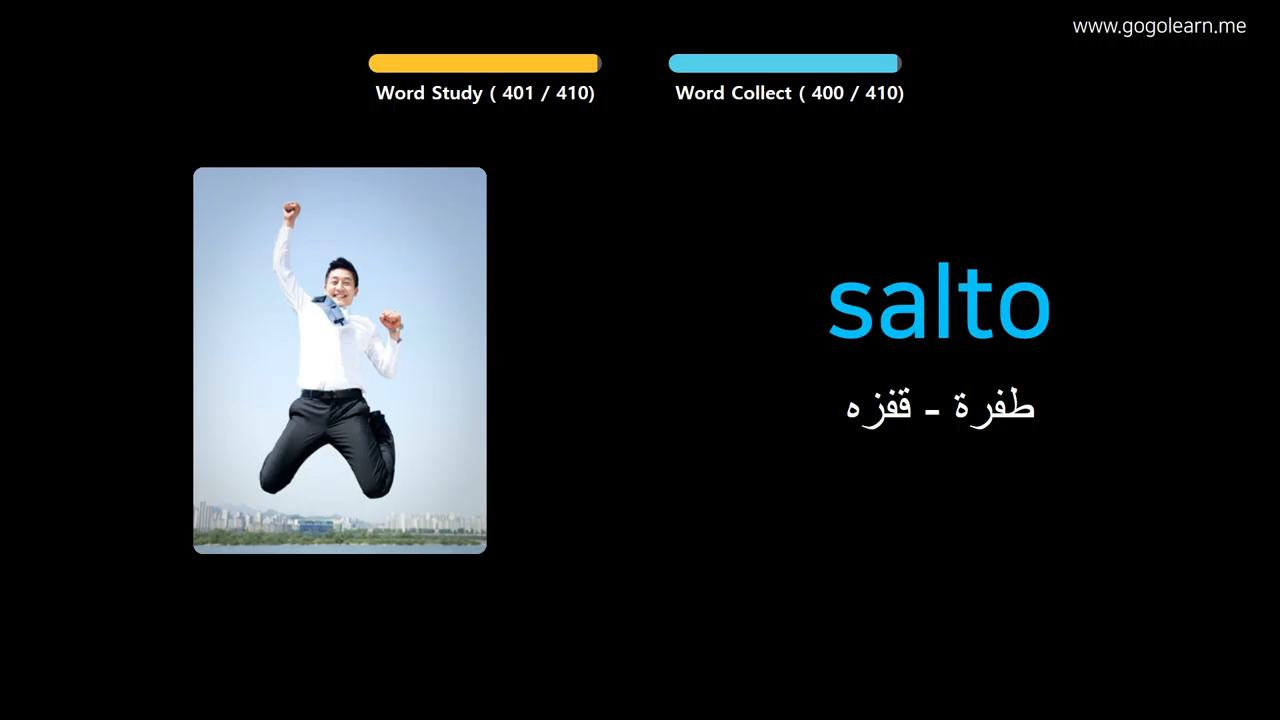 www.gogolearn.me
Word Study ( 401 / 410)
Word Collect ( 400 / 410)
salto
طفرة - قفزه